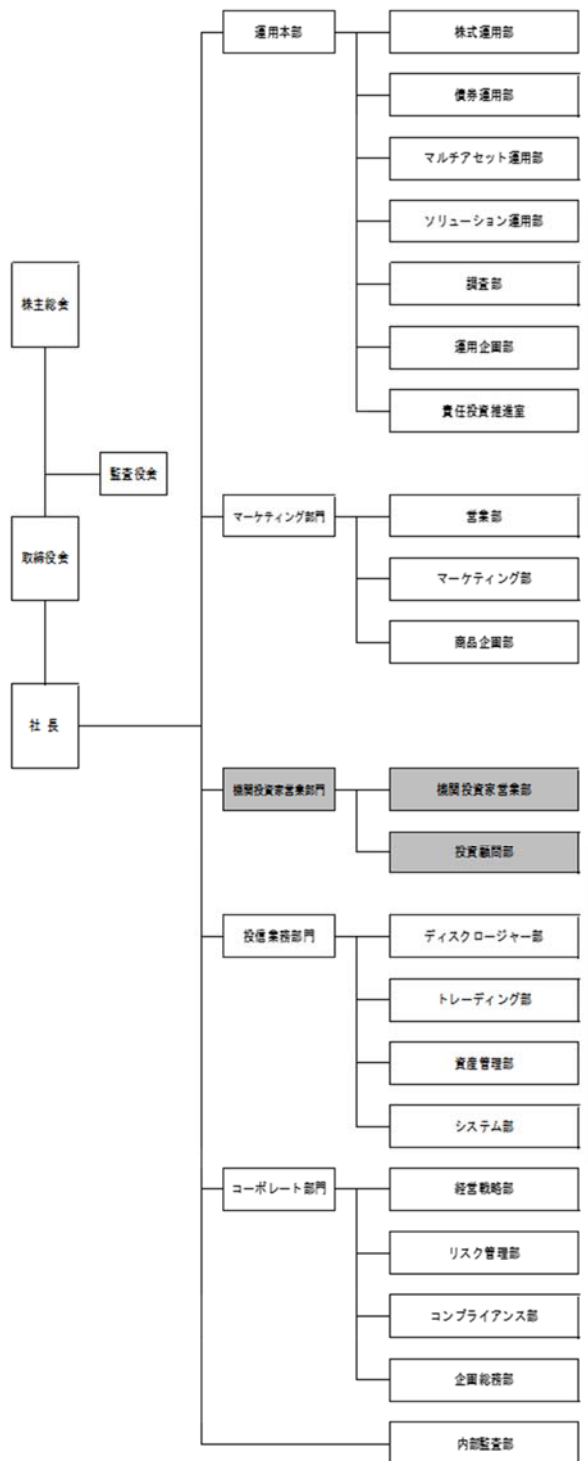 株主総会
監査役会
取締役会
社長
運用本部
株式運用部
債券運用部
マルチアセット運用部
ソリューション運用部
調査部
運用企画部
責任投資推進室
マーケティング部門
営業部
マーケティング部
商品企画部
機関投資家営業部門
機関投資家営業部
投資顧問部
投信業務部門
ディスクロージャー部
トレーディング部
資産管理部
システム部
コーポレート部門
経営戦略部
リスク管理部
コンプライアンス部
企画総務部
内部監査部